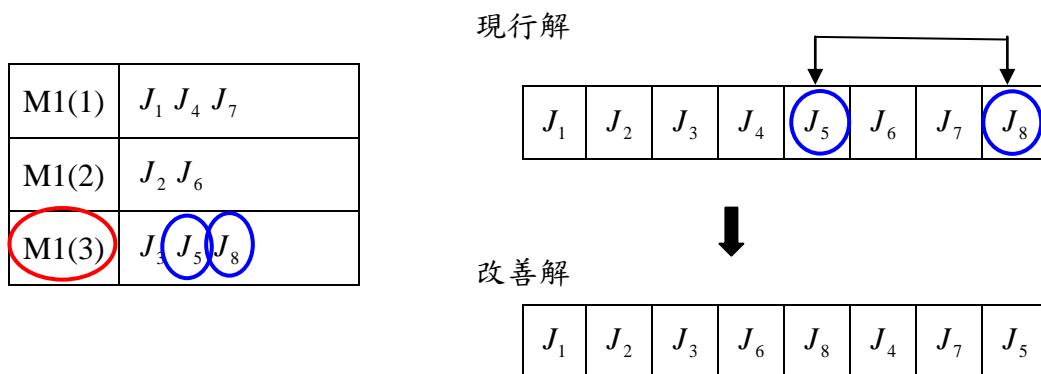 現行解
M1(1) J₁ J₄ J₇
M1(2) J₂ J₆
M1(3) J₃ J₅ J₈
J₁ J₂ J₃ J₄ J₅ J₆ J₇ J₈
改善解
J₁ J₂ J₃ J₆ J₈ J₄ J₇ J₅